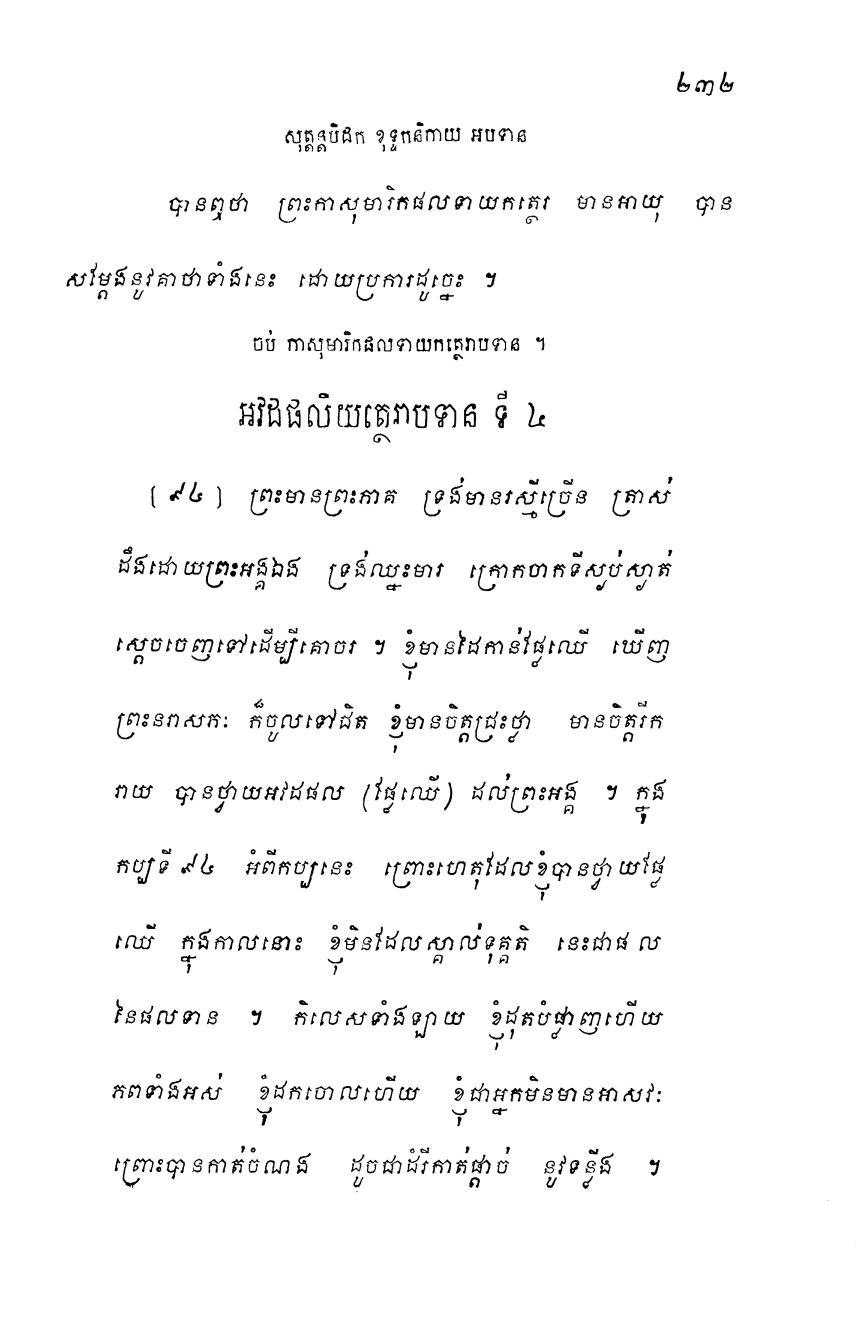 ២៣២
សុត្តន្តបិដក ខុទ្ទកនិកាយ អបទាន
បានឮថា ព្រះកាសុមារិកផលទាយកត្ថេរ មានអាយុ បាន
សម្ដែងនូវគាថាទាំងនេះ ដោយប្រការដូច្នេះ ។
ចប់ កាសុមារិកផលទាយកត្ថេរាបទាន ។
អវដផលិយត្ថេរាបទាន ទី ៤
[ ៩៤ ] ព្រះមានព្រះភាគ ទ្រង់មានរស្មីច្រើន ត្រាស់
ដឹងដោយព្រះអង្គឯង ទ្រង់ឈ្នះមារ ក្រោកចាកទីស្ងប់ស្ងាត់
ស្ដេចចេញទៅដើម្បីគោចរ ។ ខ្ញុំមានដៃកាន់ផ្លែឈើ ឃើញ
ព្រះនរាសភៈ ក៏ចូលទៅជិត ខ្ញុំមានចិត្តជ្រះថ្លា មានចិត្តរីក
រាយ បានថ្វាយអវដផល (ផ្លែឈើ) ដល់ព្រះអង្គ ។ ក្នុង
កប្បទី ៩៤ អំពីកប្បនេះ ព្រោះហេតុដែលខ្ញុំបានថ្វាយផ្លែ
ឈើ ក្នុងកាលនោះ ខ្ញុំមិនដែលស្គាល់ទុគ្គតិ នេះជាផល
នៃផលទាន ។ កិលេសទាំងឡាយ ខ្ញុំដុតបំផ្លាញហើយ
ភពទាំងអស់ ខ្ញុំដកចោលហើយ ខ្ញុំជាអ្នកមិនមានអាសវៈ
ព្រោះបានកាត់ចំណង ដូចជាដំរីកាត់ផ្ដាច់ នូវទន្លីង ។